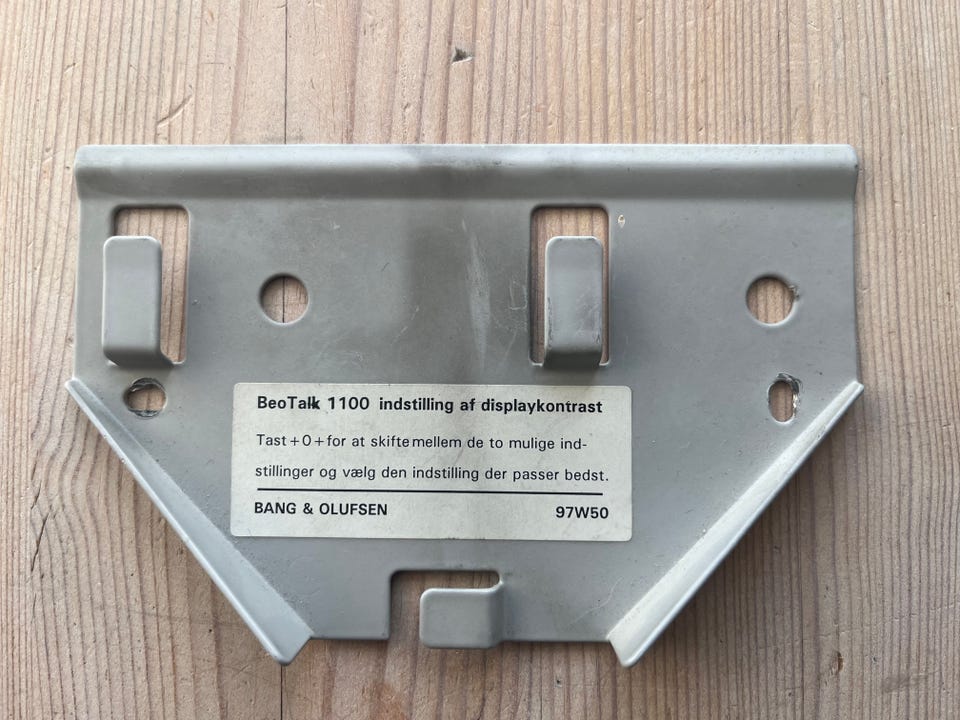 BeoTalk 1100 indstilling af displaykontrast
Tast + 0 + for at skifte mellem de to mulige ind-
stillinger og vælg den indstilling der passer bedst.
BANG & OLUFSEN 97W50